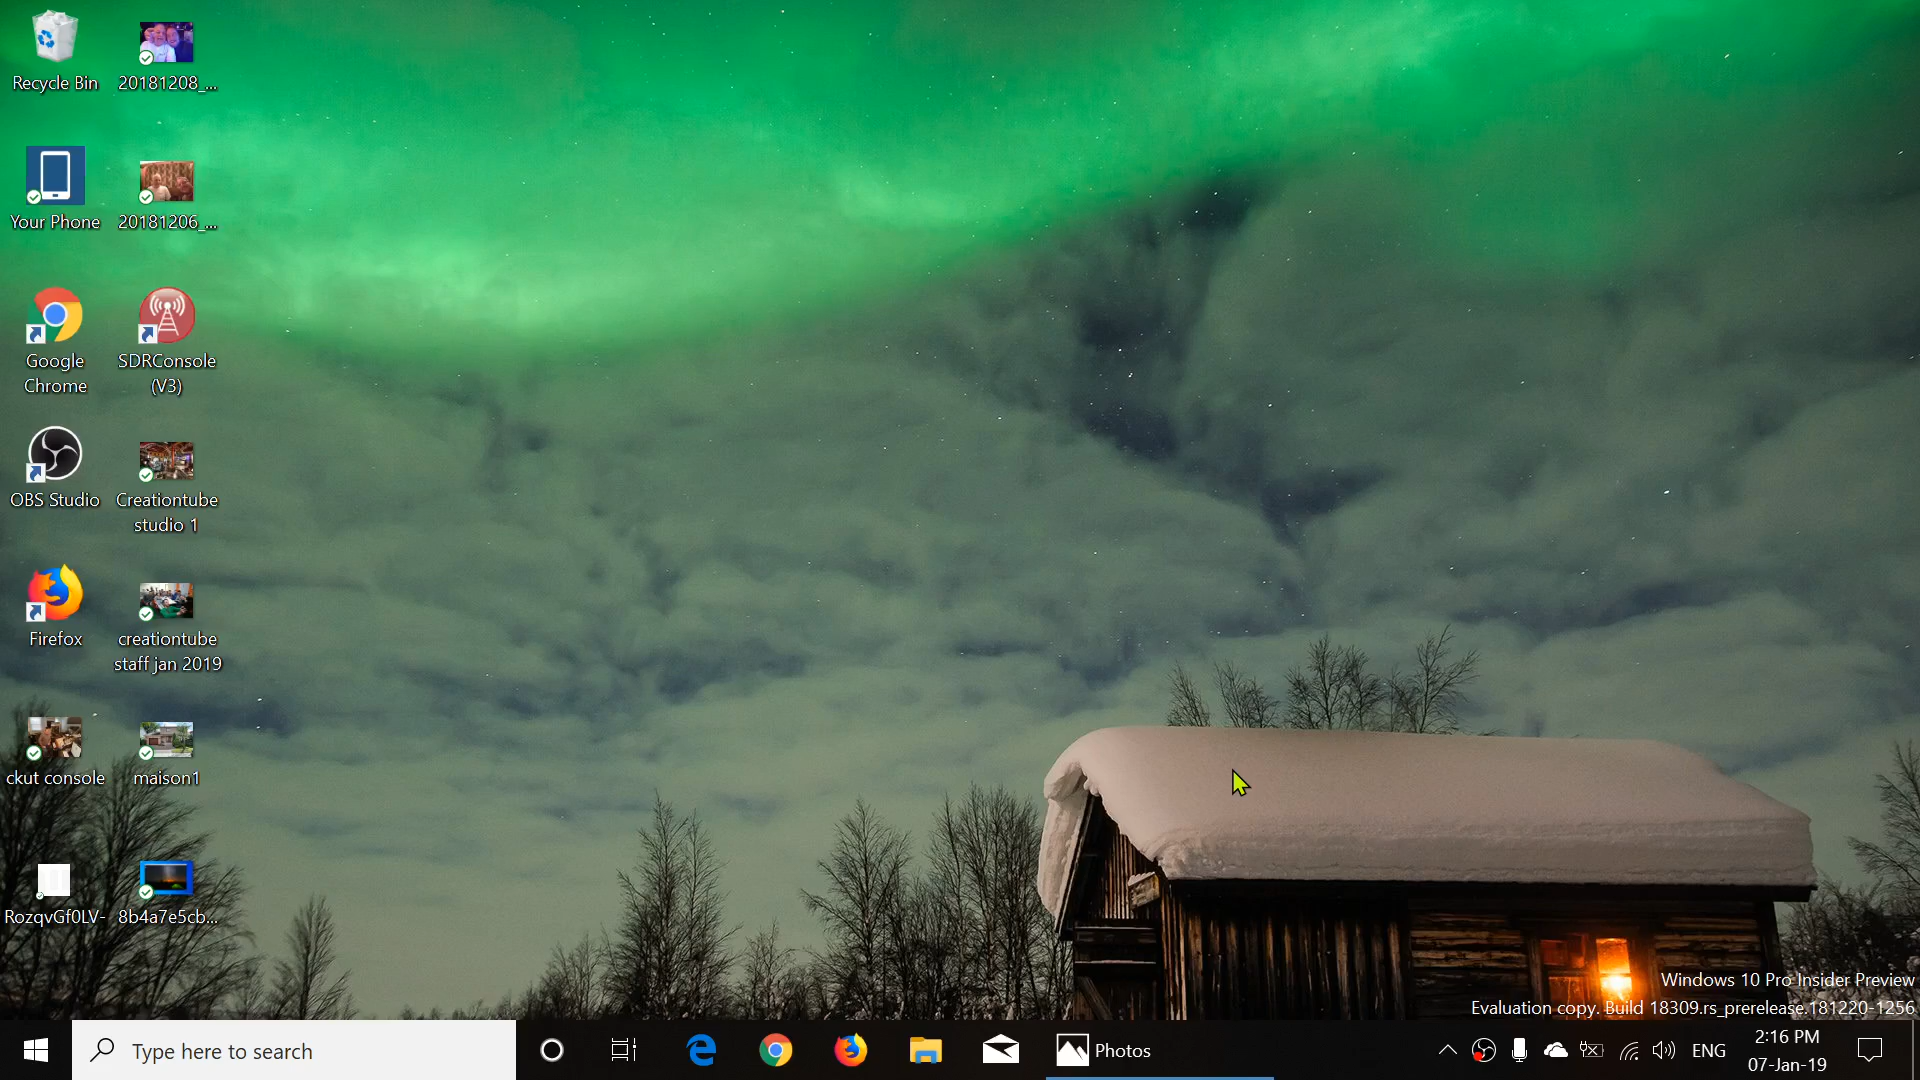 Recycle Bin
20181208_...
Your Phone
20181206_...
Google
Chrome
SDRConsole
(V3)
OBS Studio
Creationtube
studio 1
Firefox
creationtube
staff jan 2019
ckut console
maison1
RozqvGf0LV-
8b4a7e5cb...
Windows 10 Pro Insider Preview
Evaluation copy. Build 18309.rs_prerelease.181220-1256
Type here to search
Photos
ENG
2:16 PM
07-Jan-19